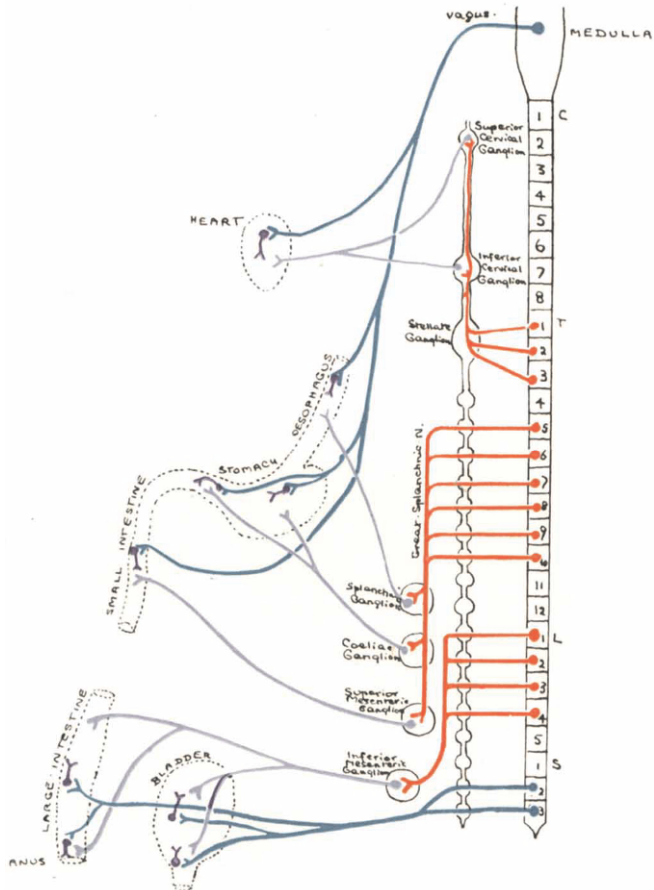 vagus.
MEDULLA
1 C
2
3
4
5
6
7
8
Superior
Cervical
Ganglion
HEART
Inferior
Cervical
Ganglion
Stellate
Ganglion
1 T
2
3
4
5
6
7
8
9
11
12
OESOPHAGUS
STOMACH
SMALL INTESTINE
Great Splanchnic N.
Splanchnic
Ganglion
Coeliac
Ganglion
Superior
Mesenteric
Ganglion
1 L
2
3
4
5
Inferior
Mesenteric
Ganglion
LARGE INTESTINE
BLADDER
ANUS
1 S
2
3